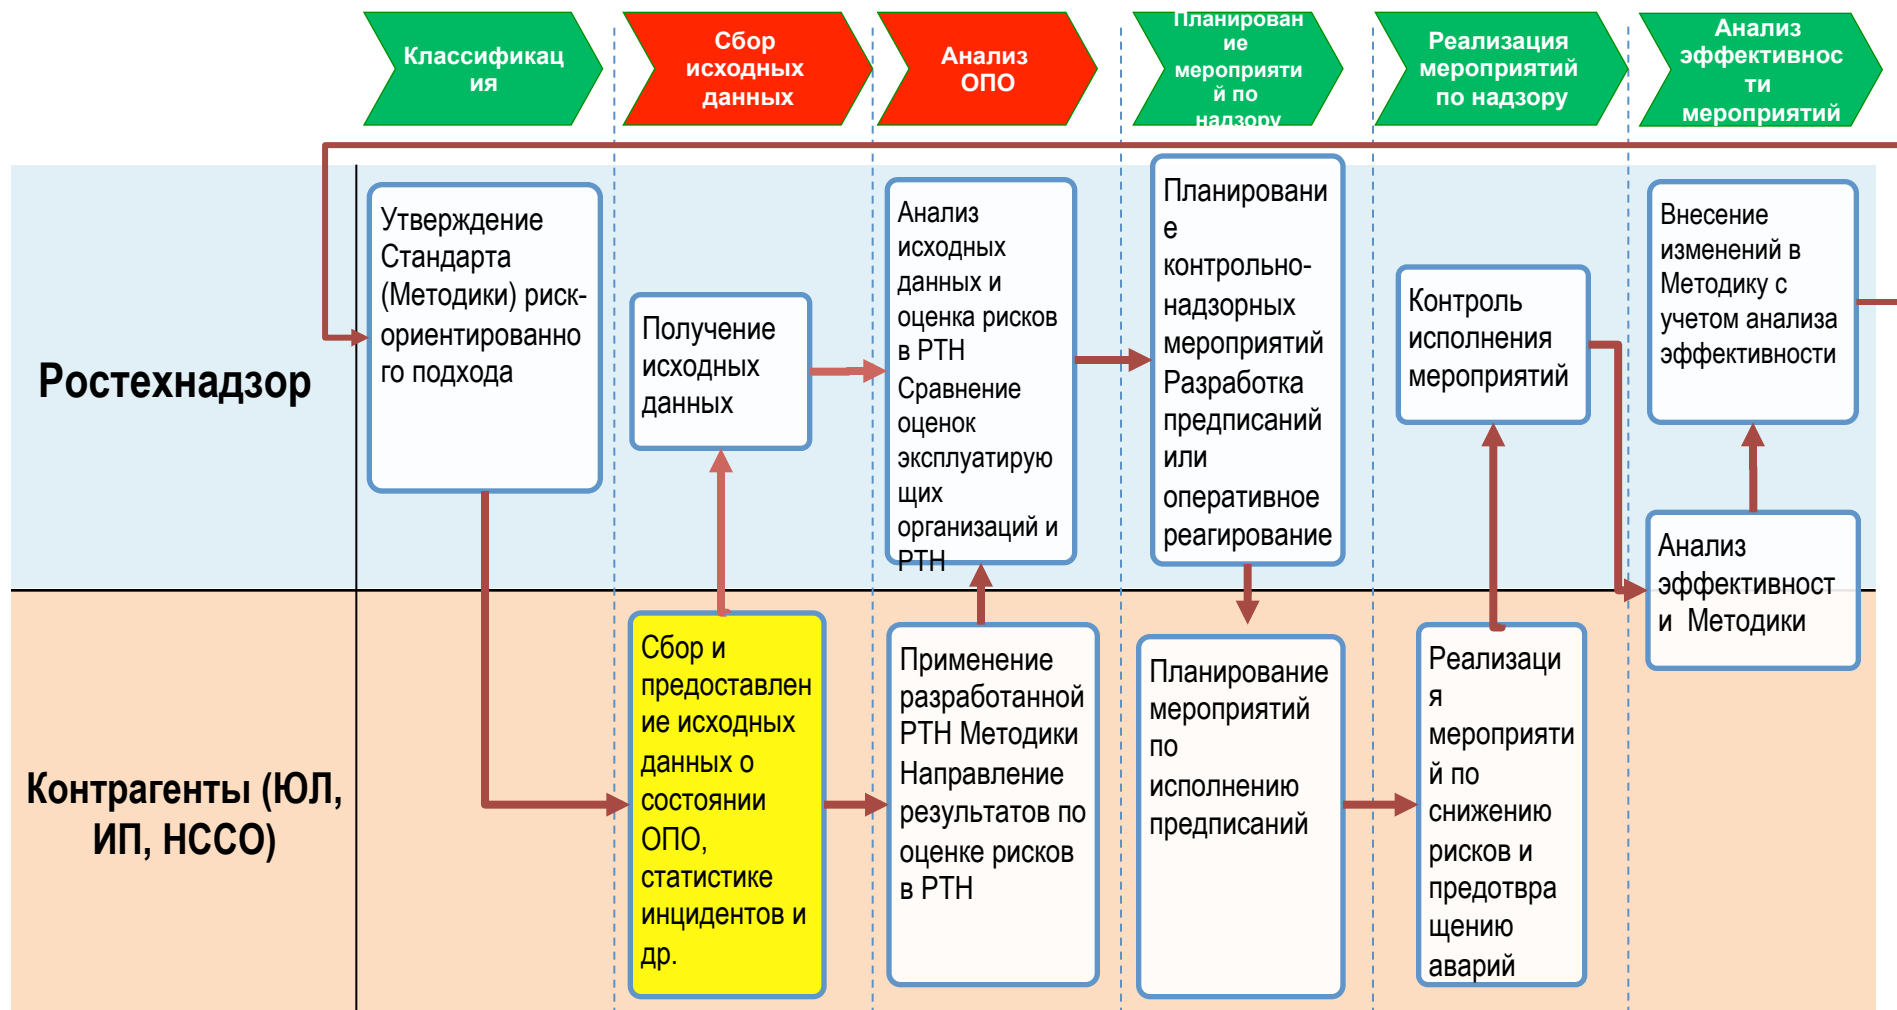 Классификац
ия
Сбор
исходных
данных
Анализ
ОПО
Планирован
ие
мероприяти
й по
надзору
Реализация
мероприятий
по надзору
Анализ
эффективнос
ти
мероприятий
Ростехнадзор
Утверждение
Стандарта
(Методики) риск-
ориентированно
го подхода
Получение
исходных
данных
Анализ
исходных
данных и
оценка рисков
в РТН
Сравнение
оценок
эксплуатирую
щих
организаций и
РТН
Планировани
е
контрольно-
надзорных
мероприятий
Разработка
предписаний
или
оперативное
реагирование
Контроль
исполнения
мероприятий
Внесение
изменений в
Методику с
учетом анализа
эффективности
Анализ
эффективност
и Методики
Контрагенты (ЮЛ,
ИП, НССО)
Сбор и
предоставлен
ие исходных
данных о
состоянии
ОПО,
статистике
инцидентов и
др.
Применение
разработанной
РТН Методики
Направление
результатов по
оценке рисков
в РТН
Планирование
мероприятий
по
исполнению
предписаний
Реализаци
я
мероприяти
й по
снижению
рисков и
предотвра
щению
аварий